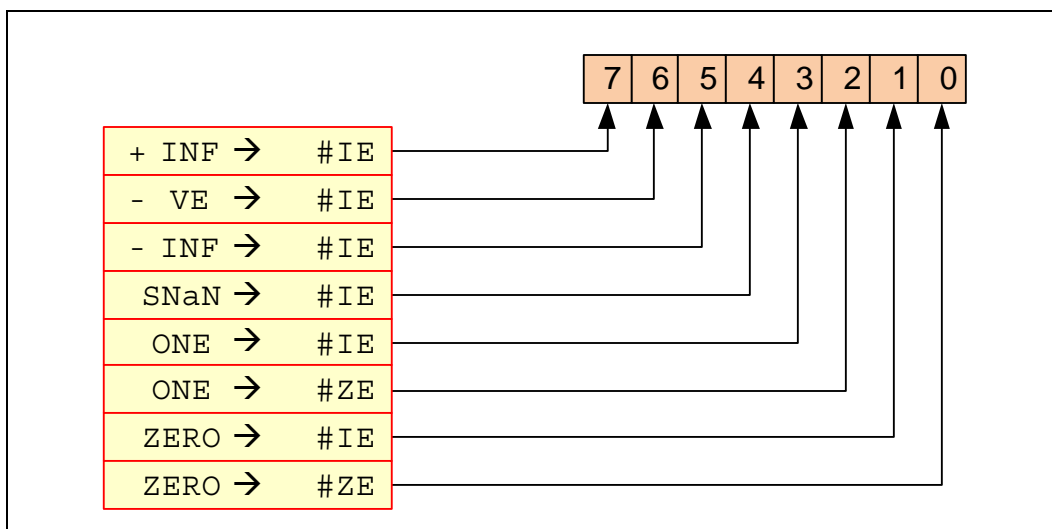 7 6 5 4 3 2 1 0
+ INF → #IE
- VE → #IE
- INF → #IE
SNaN → #IE
ONE → #IE
ONE → #ZE
ZERO → #IE
ZERO → #ZE